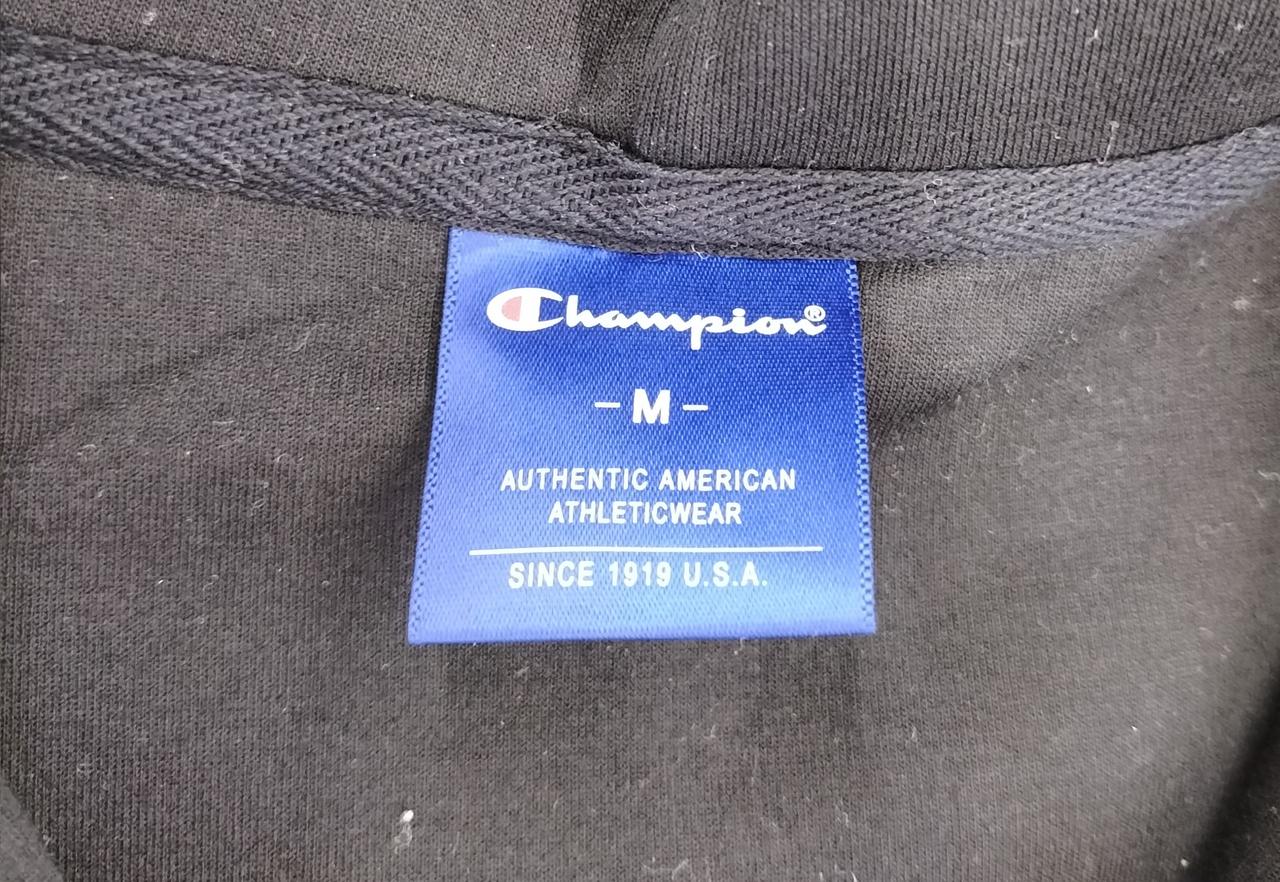 Champion®
- M -
AUTHENTIC AMERICAN
ATHLETICWEAR
SINCE 1919 U.S.A.